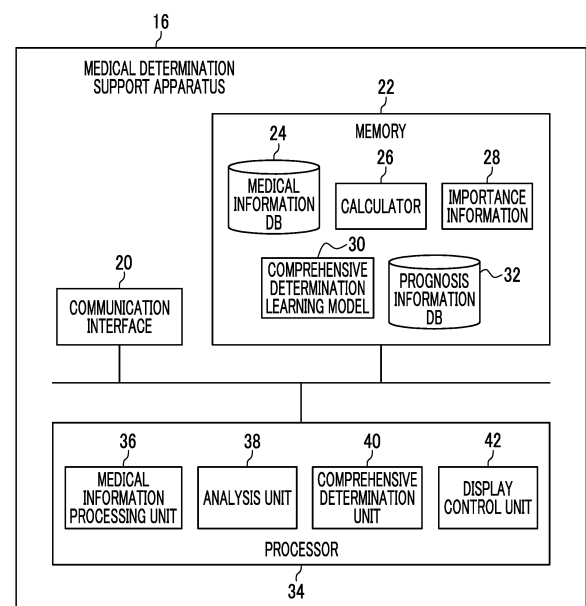 16
MEDICAL DETERMINATION
SUPPORT APPARATUS
22
MEMORY
24
MEDICAL
INFORMATION
DB
26
CALCULATOR
28
IMPORTANCE
INFORMATION
30
COMPREHENSIVE
DETERMINATION
LEARNING MODEL
32
PROGNOSIS
INFORMATION
DB
20
COMMUNICATION
INTERFACE
36
MEDICAL
INFORMATION
PROCESSING UNIT
38
ANALYSIS UNIT
40
COMPREHENSIVE
DETERMINATION
UNIT
42
DISPLAY
CONTROL UNIT
PROCESSOR
34